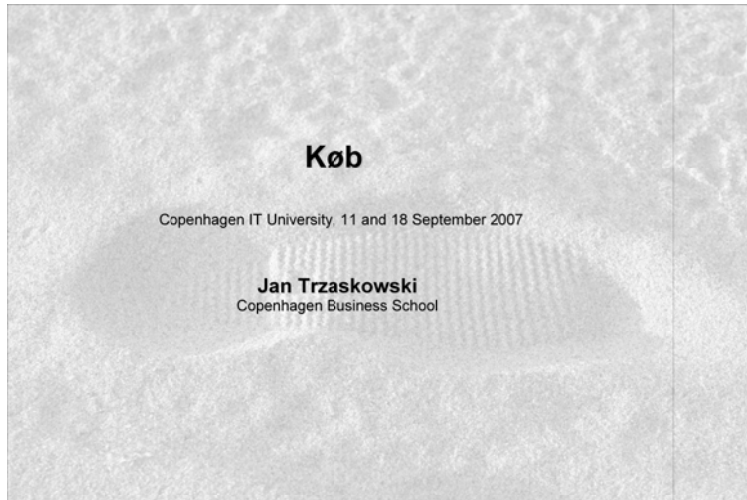 Køb
Copenhagen IT University, 11 and 18 September 2007
Jan Trzaskowski
Copenhagen Business School